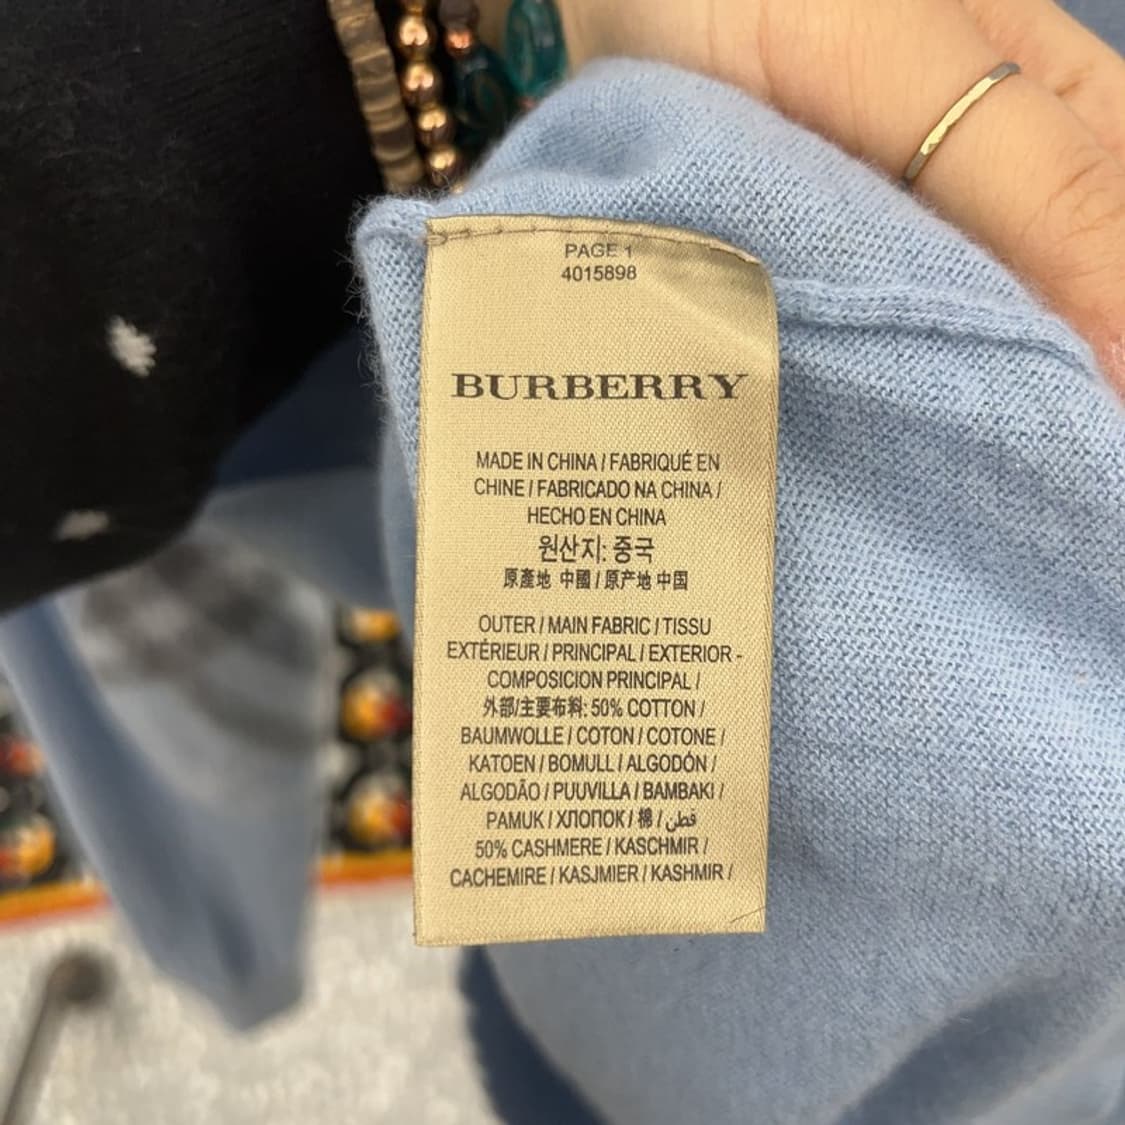 PAGE 1
4015898
BURBERRY
MADE IN CHINA / FABRIQUÉ EN
CHINE / FABRICADO NA CHINA /
HECHO EN CHINA
원산지: 중국
原產地 中國 / 原产地 中国
OUTER / MAIN FABRIC / TISSU
EXTÉRIEUR / PRINCIPAL / EXTERIOR -
COMPOSICION PRINCIPAL /
外部/主要布料: 50% COTTON /
BAUMWOLLE / COTON / COTONE /
KATOEN / BOMULL / ALGODÓN /
ALGODÃO / PUUVILLA / BAMBAKI /
PAMUK / ХЛОПОК / 棉 / قطن
50% CASHMERE / KASCHMIR /
CACHEMIRE / KASJMIER / KASHMIR /